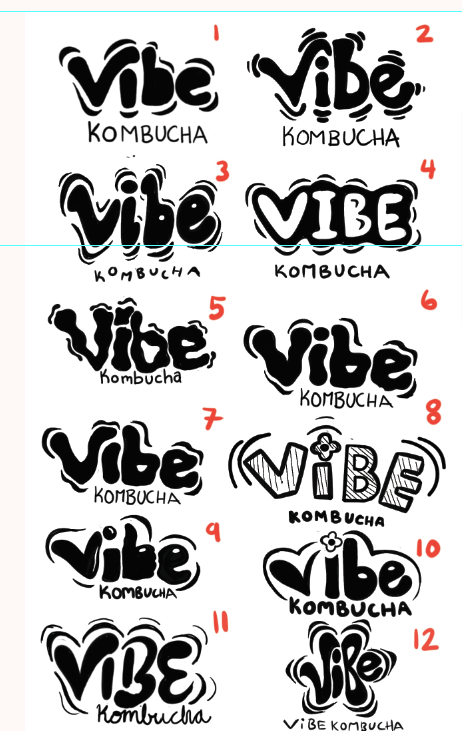 1
2
Vibe
KOMBUCHA
Vibe
KOMBUCHA
3
4
Vibe
KOMBUCHA
VIBE
KOMBUCHA
5
6
Vibe
Kombucha
Vibe
KOMBUCHA
7
8
Vibe
KOMBUCHA
ViBE
KOMBUCHA
9
10
Vibe
KOMBUCHA
Vibe
KOMBUCHA
11
12
ViBE
Kombucha
ViBe
ViBE KOMBUCHA